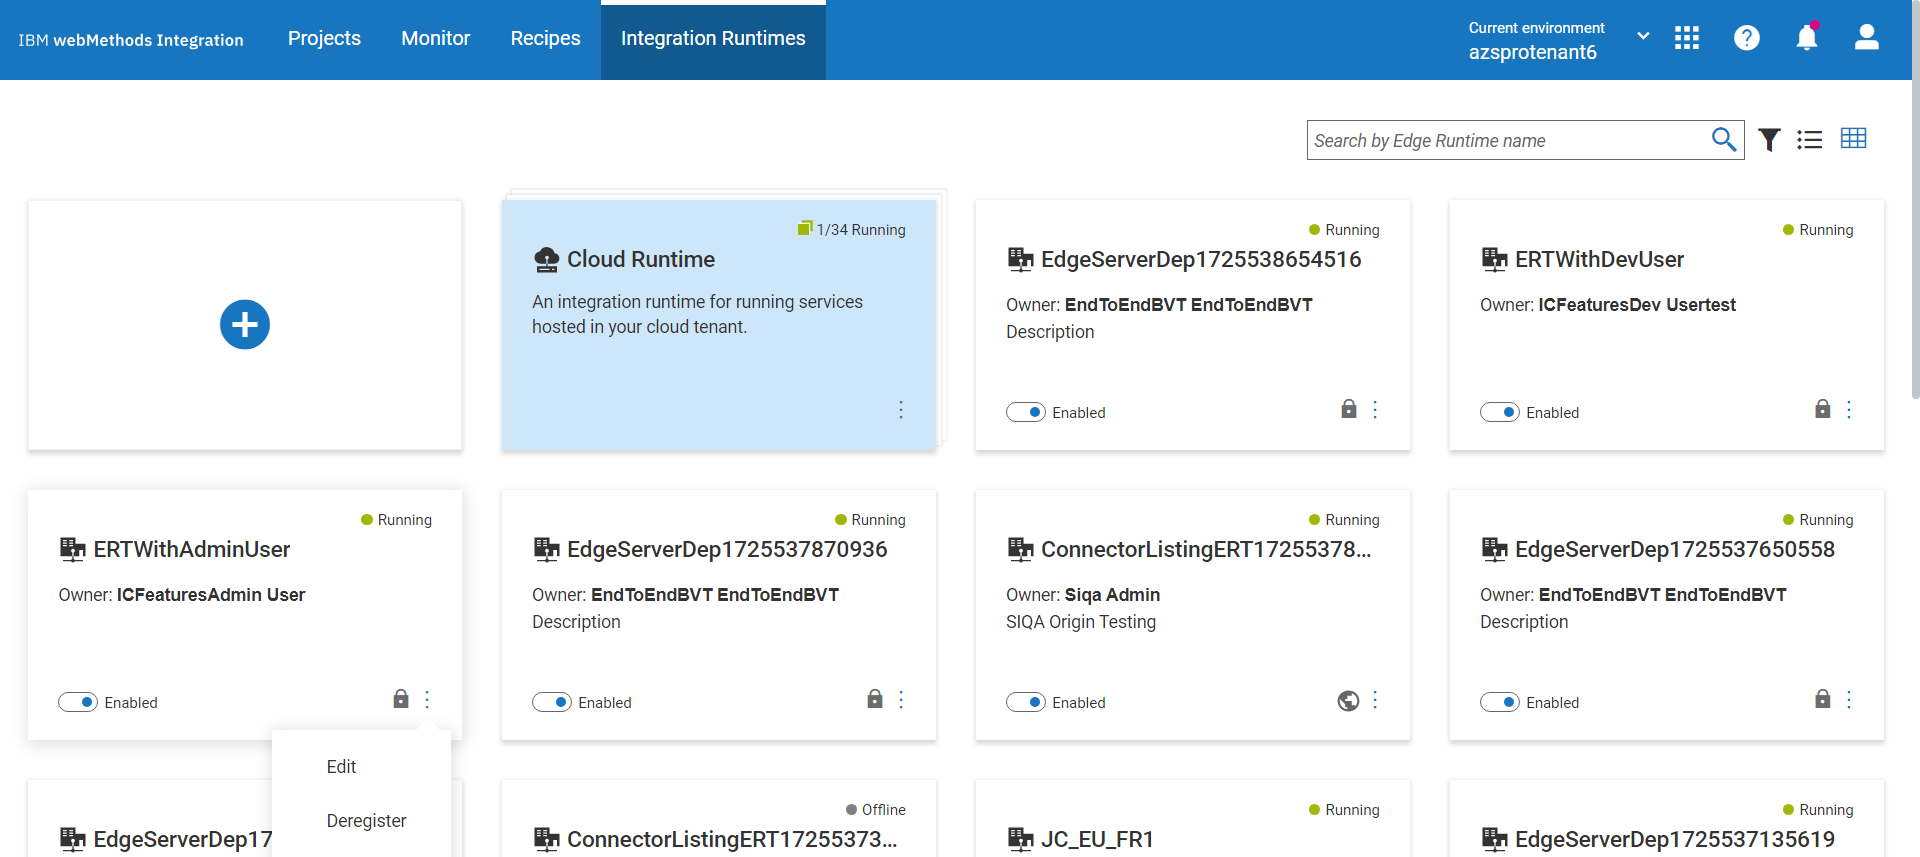 IBM webMethods Integration
Projects
Monitor
Recipes
Integration Runtimes
Current environment
azsprotenant6
Search by Edge Runtime name
1/34 Running
Cloud Runtime
An integration runtime for running services
hosted in your cloud tenant.
Running
EdgeServerDep1725538654516
Owner: EndToEndBVT EndToEndBVT
Description
Enabled
Running
ERTWithDevUser
Owner: ICFeaturesDev Usertest
Enabled
Running
ERTWithAdminUser
Owner: ICFeaturesAdmin User
Enabled
Edit
Deregister
Running
EdgeServerDep1725537870936
Owner: EndToEndBVT EndToEndBVT
Description
Enabled
Running
ConnectorListingERT17255378...
Owner: Siqa Admin
SIQA Origin Testing
Enabled
Running
EdgeServerDep1725537650558
Owner: EndToEndBVT EndToEndBVT
Description
Enabled
EdgeServerDep17
Offline
ConnectorListingERT17255373...
Running
JC_EU_FR1
Running
EdgeServerDep1725537135619